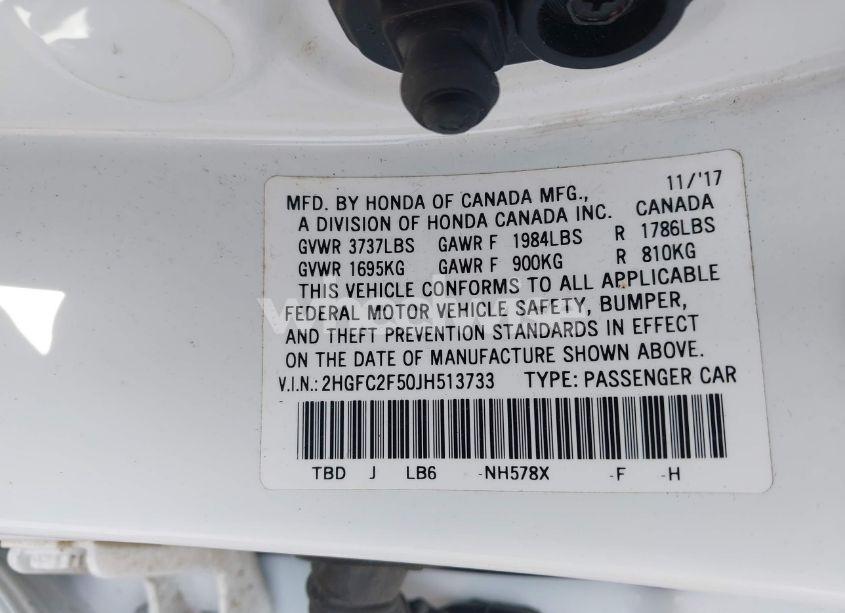 MFD. BY HONDA OF CANADA MFG., 11/'17
A DIVISION OF HONDA CANADA INC. CANADA
GVWR 3737LBS GAWR F 1984LBS R 1786LBS
GVWR 1695KG GAWR F 900KG R 810KG
THIS VEHICLE CONFORMS TO ALL APPLICABLE
FEDERAL MOTOR VEHICLE SAFETY, BUMPER,
AND THEFT PREVENTION STANDARDS IN EFFECT
ON THE DATE OF MANUFACTURE SHOWN ABOVE.
V.I.N.: 2HGFC2F50JH513733 TYPE: PASSENGER CAR
TBD J LB6 -NH578X -F -H